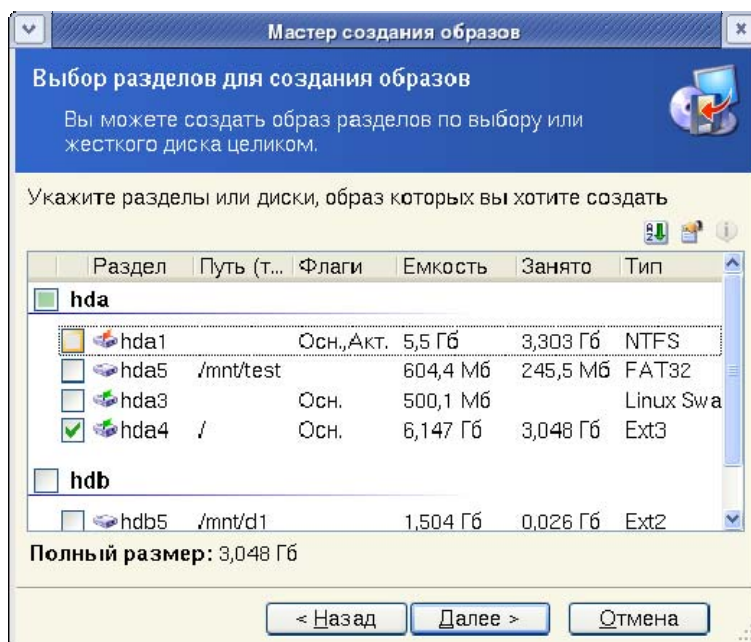 Мастер создания образов
Выбор разделов для создания образов
Вы можете создать образ разделов по выбору или
жесткого диска целиком.
Укажите разделы или диски, образ которых вы хотите создать
Раздел Путь (т... Флаги Емкость Занято Тип
hda
hda1 Осн.,Акт. 5,5 Гб 3,303 Гб NTFS
hda5 /mnt/test 604,4 Мб 245,5 Мб FAT32
hda3 Осн. 500,1 Мб Linux Swa
hda4 / Осн. 6,147 Гб 3,048 Гб Ext3
hdb
hdb5 /mnt/d1 1,504 Гб 0,026 Гб Ext2
Полный размер: 3,048 Гб
< Назад Далее > Отмена